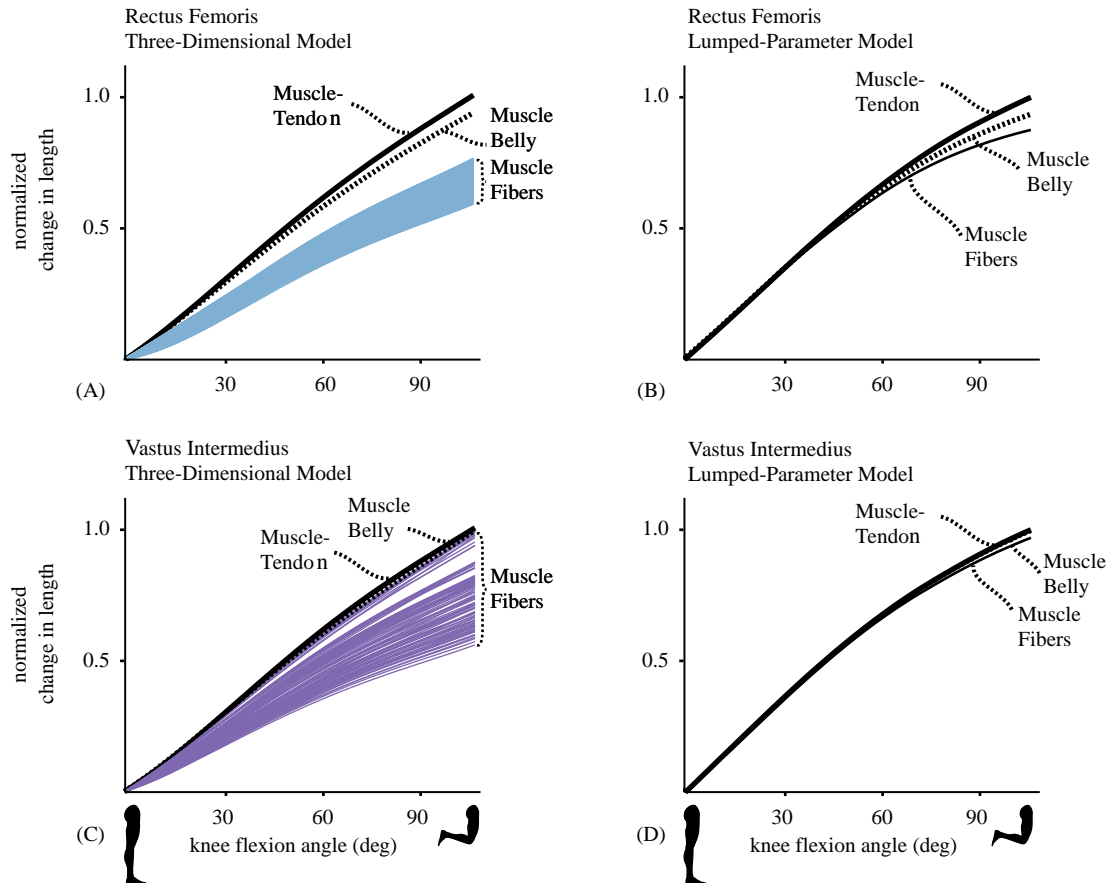 Rectus Femoris
Three-Dimensional Model
normalized
change in length
1.0
0.5
Muscle-
Tendon
Muscle
Belly
Muscle
Fibers
30
60
90
(A)
Rectus Femoris
Lumped-Parameter Model
1.0
0.5
Muscle-
Tendon
Muscle
Belly
Muscle
Fibers
30
60
90
(B)
Vastus Intermedius
Three-Dimensional Model
normalized
change in length
1.0
0.5
Muscle
Belly
Muscle-
Tendon
Muscle
Fibers
30
60
90
(C)
knee flexion angle (deg)
Vastus Intermedius
Lumped-Parameter Model
1.0
0.5
Muscle-
Tendon
Muscle
Belly
Muscle
Fibers
30
60
90
(D)
knee flexion angle (deg)